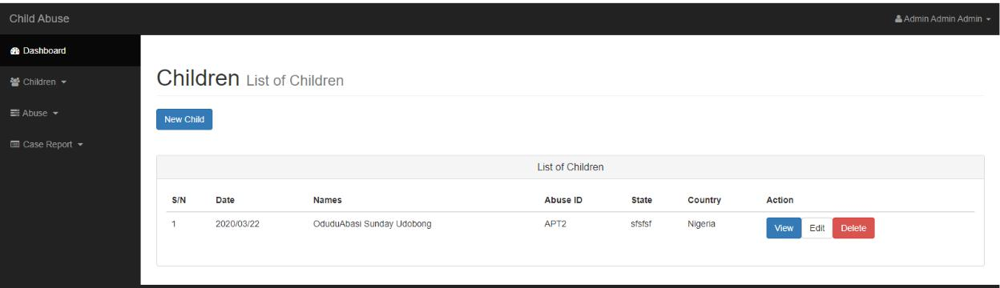 Child Abuse
Admin Admin Admin
Dashboard
Children
Abuse
Case Report
Children List of Children
New Child
List of Children
S/N Date Names Abuse ID State Country Action
1 2020/03/22 OduduAbasi Sunday Udobong APT2 sfsfsf Nigeria View Edit Delete